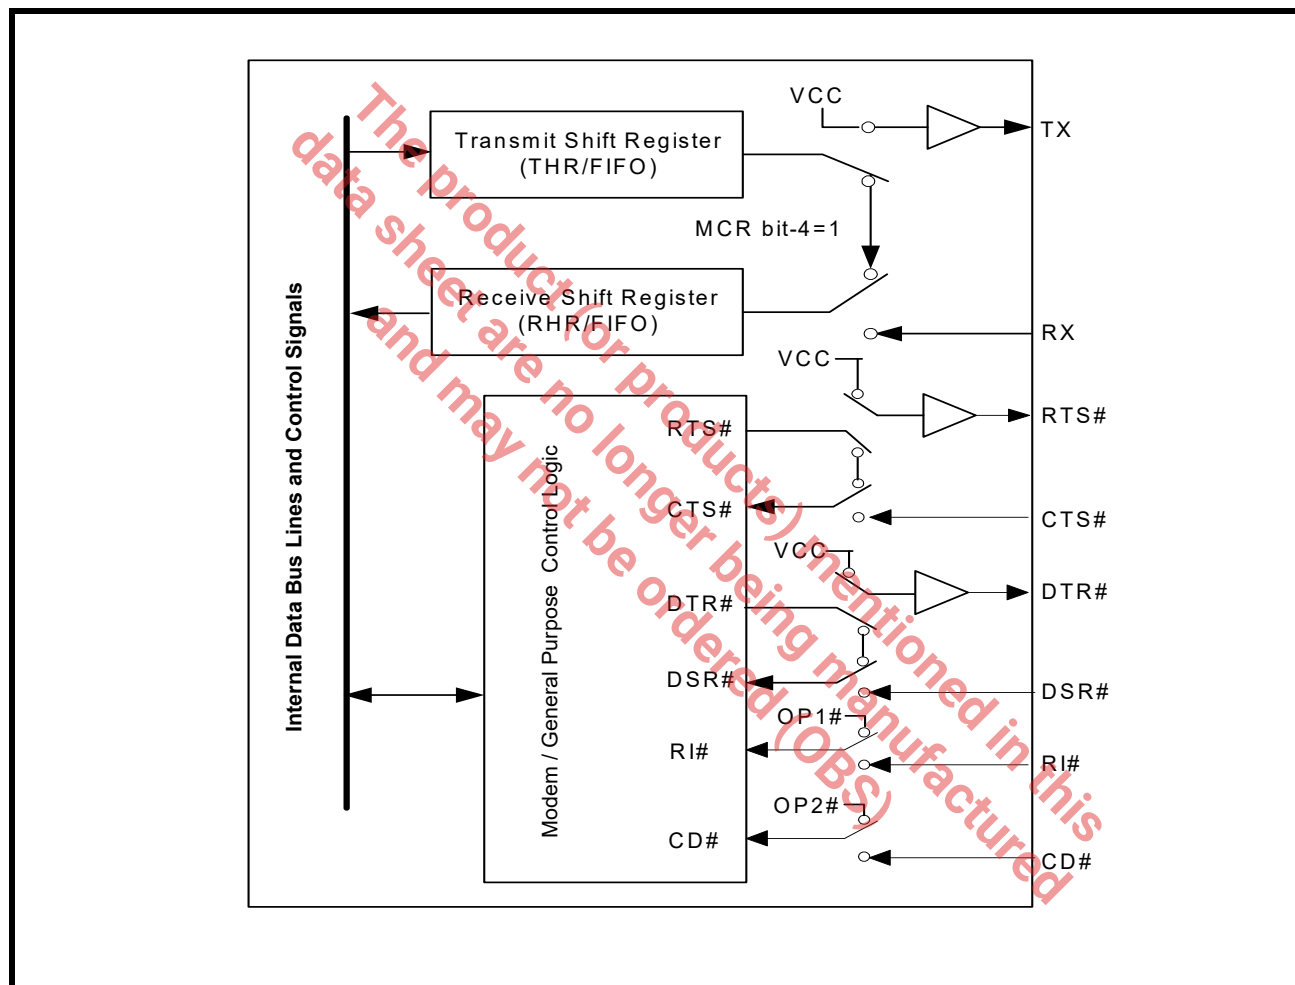 VCC
TX
Transmit Shift Register
(THR/FIFO)
MCR bit-4=1
Receive Shift Register
(RHR/FIFO)
RX
VCC
RTS#
RTS#
CTS#
CTS#
VCC
DTR#
DTR#
DSR#
DSR#
OP1#
RI#
RI#
OP2#
CD#
CD#
Internal Data Bus Lines and Control Signals
Modem / General Purpose Control Logic
The product (or products) mentioned in this
data sheet are no longer being manufactured
and may not be ordered (OBS)